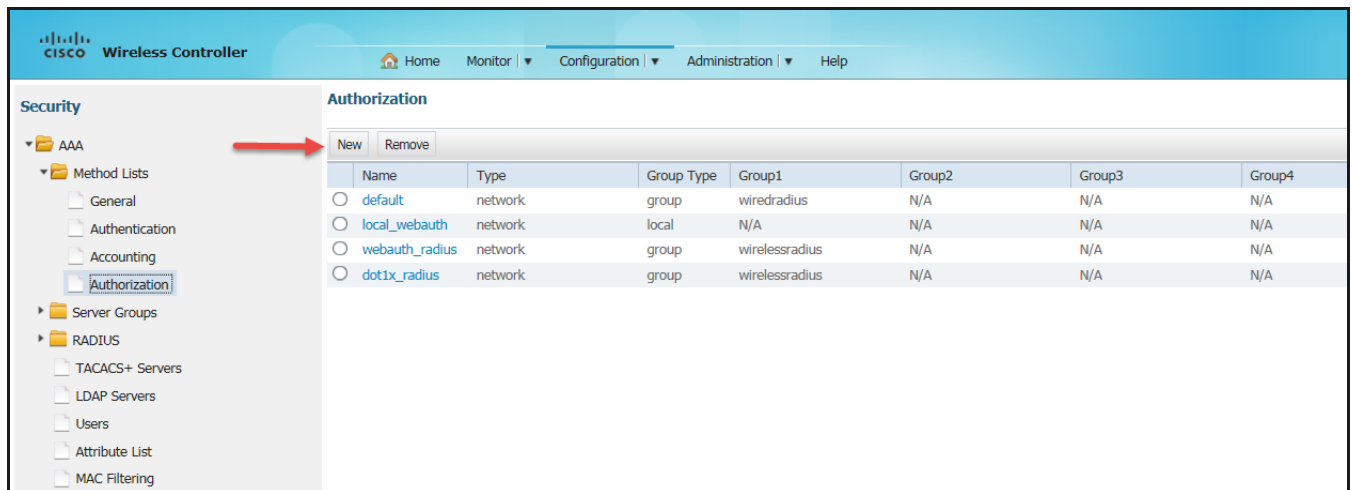 CISCO Wireless Controller
Home Monitor Configuration Administration Help
Security
AAA
Method Lists
General
Authentication
Accounting
Authorization
Server Groups
RADIUS
TACACS+ Servers
LDAP Servers
Users
Attribute List
MAC Filtering
Authorization
New Remove
Name Type Group Type Group1 Group2 Group3 Group4
default network group wiredradius N/A N/A N/A
local_webauth network local N/A N/A N/A N/A
webauth_radius network group wirelessradius N/A N/A N/A
dot1x_radius network group wirelessradius N/A N/A N/A